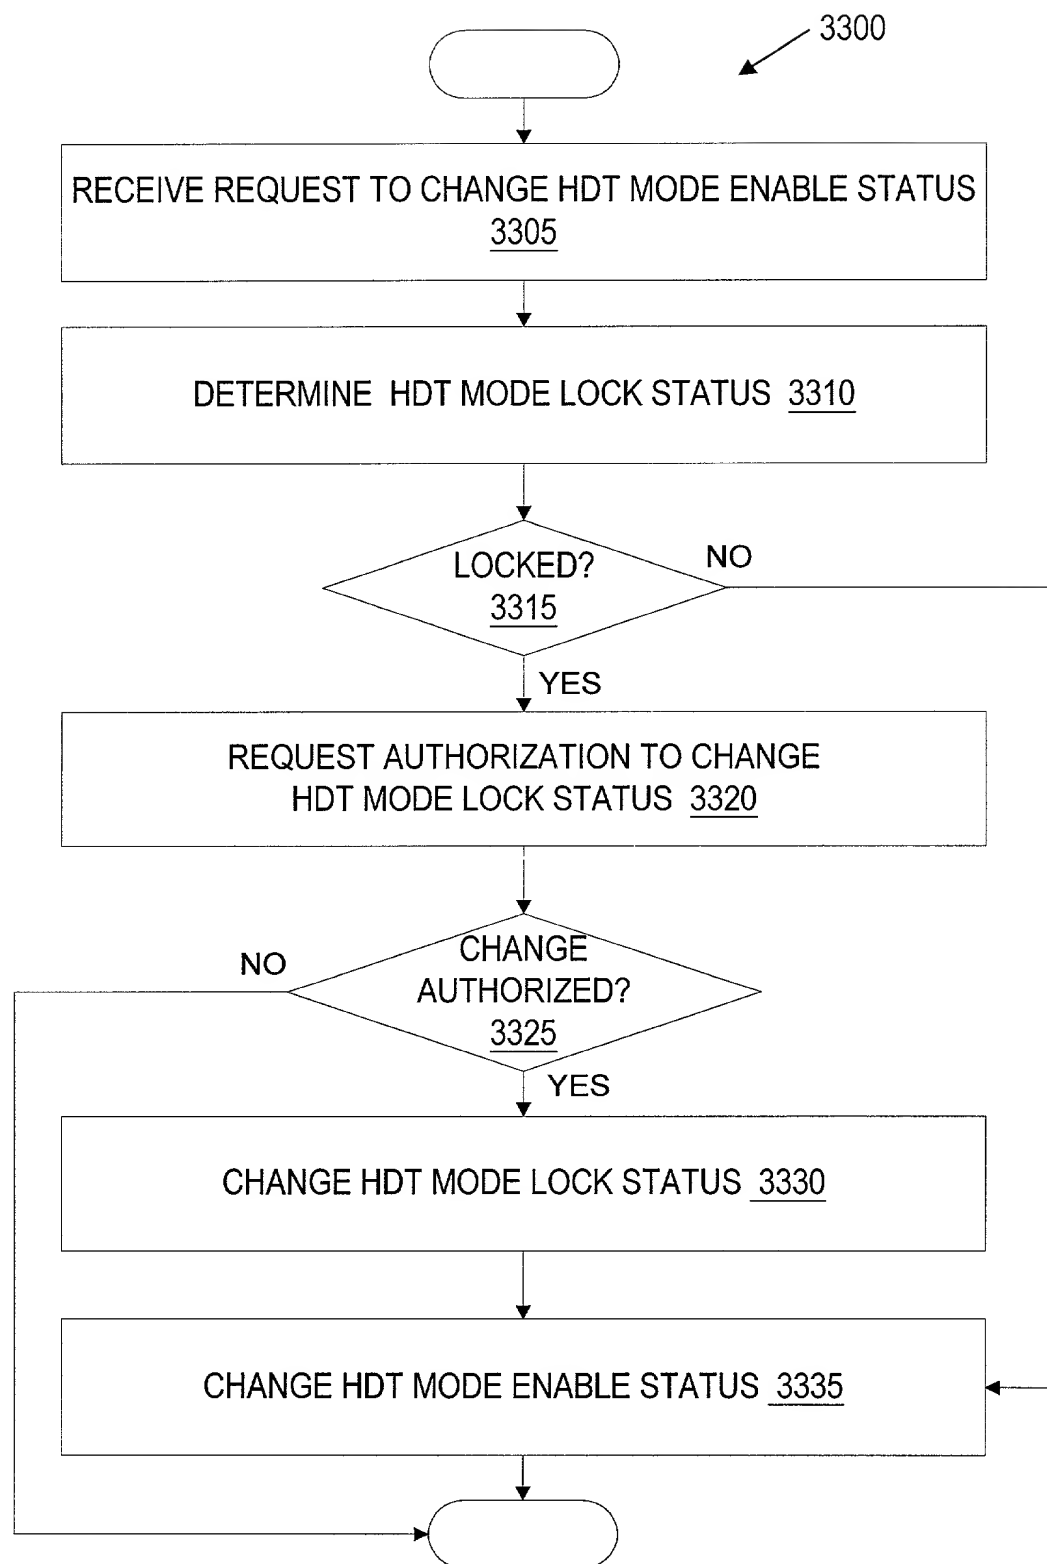 3300
RECEIVE REQUEST TO CHANGE HDT MODE ENABLE STATUS
3305
DETERMINE HDT MODE LOCK STATUS 3310
LOCKED?
3315
NO
YES
REQUEST AUTHORIZATION TO CHANGE
HDT MODE LOCK STATUS 3320
CHANGE
AUTHORIZED?
3325
NO
YES
CHANGE HDT MODE LOCK STATUS 3330
CHANGE HDT MODE ENABLE STATUS 3335